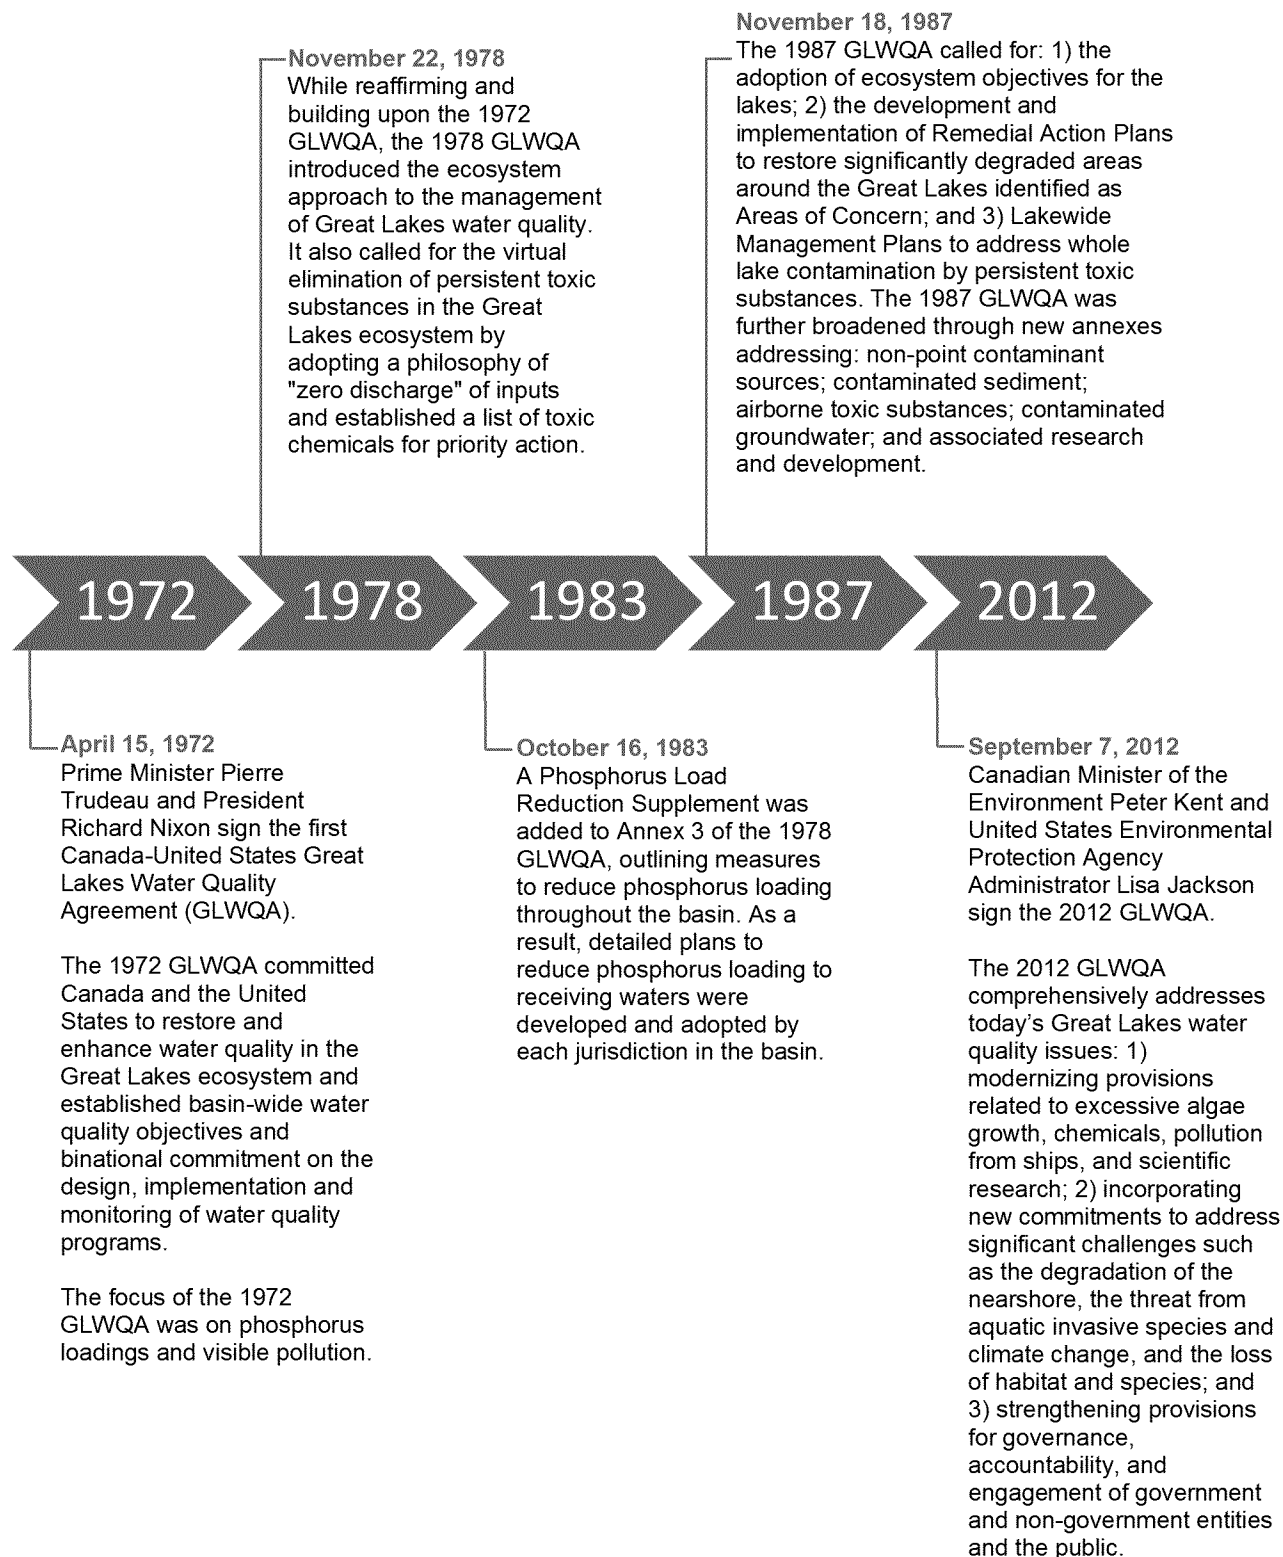 November 18, 1987
The 1987 GLWQA called for: 1) the
adoption of ecosystem objectives for the
lakes; 2) the development and
implementation of Remedial Action Plans
to restore significantly degraded areas
around the Great Lakes identified as
Areas of Concern; and 3) Lakewide
Management Plans to address whole
lake contamination by persistent toxic
substances. The 1987 GLWQA was
further broadened through new annexes
addressing: non-point contaminant
sources; contaminated sediment;
airborne toxic substances; contaminated
groundwater; and associated research
and development.
November 22, 1978
While reaffirming and
building upon the 1972
GLWQA, the 1978 GLWQA
introduced the ecosystem
approach to the management
of Great Lakes water quality.
It also called for the virtual
elimination of persistent toxic
substances in the Great
Lakes ecosystem by
adopting a philosophy of
"zero discharge" of inputs
and established a list of toxic
chemicals for priority action.
1972
1978
1983
1987
2012
April 15, 1972
Prime Minister Pierre
Trudeau and President
Richard Nixon sign the first
Canada-United States Great
Lakes Water Quality
Agreement (GLWQA).
The 1972 GLWQA committed
Canada and the United
States to restore and
enhance water quality in the
Great Lakes ecosystem and
established basin-wide water
quality objectives and
binational commitment on the
design, implementation and
monitoring of water quality
programs.
The focus of the 1972
GLWQA was on phosphorus
loadings and visible pollution.
October 16, 1983
A Phosphorus Load
Reduction Supplement was
added to Annex 3 of the 1978
GLWQA, outlining measures
to reduce phosphorus loading
throughout the basin. As a
result, detailed plans to
reduce phosphorus loading to
receiving waters were
developed and adopted by
each jurisdiction in the basin.
September 7, 2012
Canadian Minister of the
Environment Peter Kent and
United States Environmental
Protection Agency
Administrator Lisa Jackson
sign the 2012 GLWQA.
The 2012 GLWQA
comprehensively addresses
today's Great Lakes water
quality issues: 1)
modernizing provisions
related to excessive algae
growth, chemicals, pollution
from ships, and scientific
research; 2) incorporating
new commitments to address
significant challenges such
as the degradation of the
nearshore, the threat from
aquatic invasive species and
climate change, and the loss
of habitat and species; and
3) strengthening provisions
for governance,
accountability, and
engagement of government
and non-government entities
and the public.